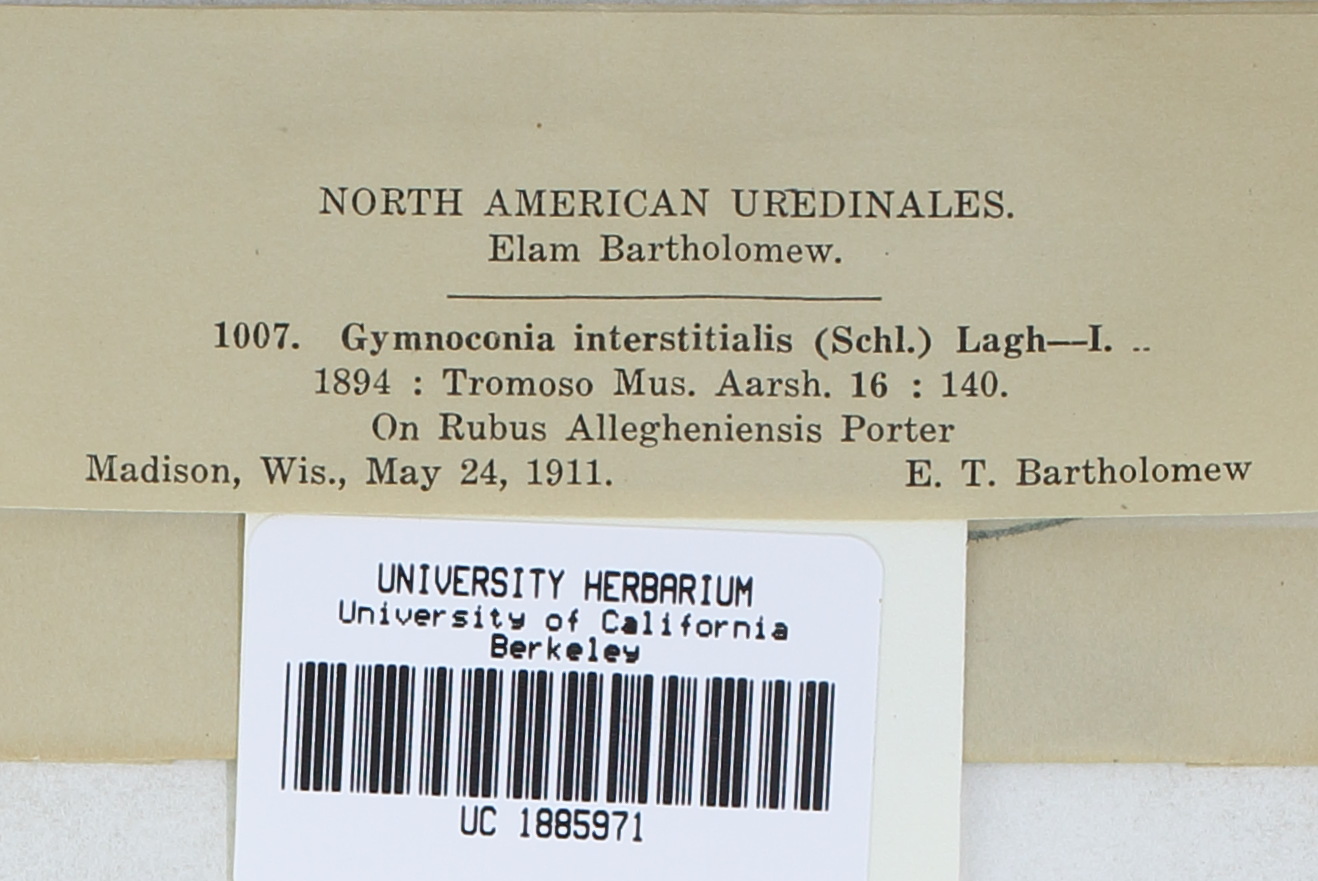 NORTH AMERICAN UREDINALES.
Elam Bartholomew.
1007. Gymnoconia interstitialis (Schl.) Lagh—I. ..
1894 : Tromoso Mus. Aarsh. 16 : 140.
On Rubus Allegheniensis Porter
Madison, Wis., May 24, 1911. E. T. Bartholomew
UNIVERSITY HERBARIUM
University of California
Berkeley
UC 1885971